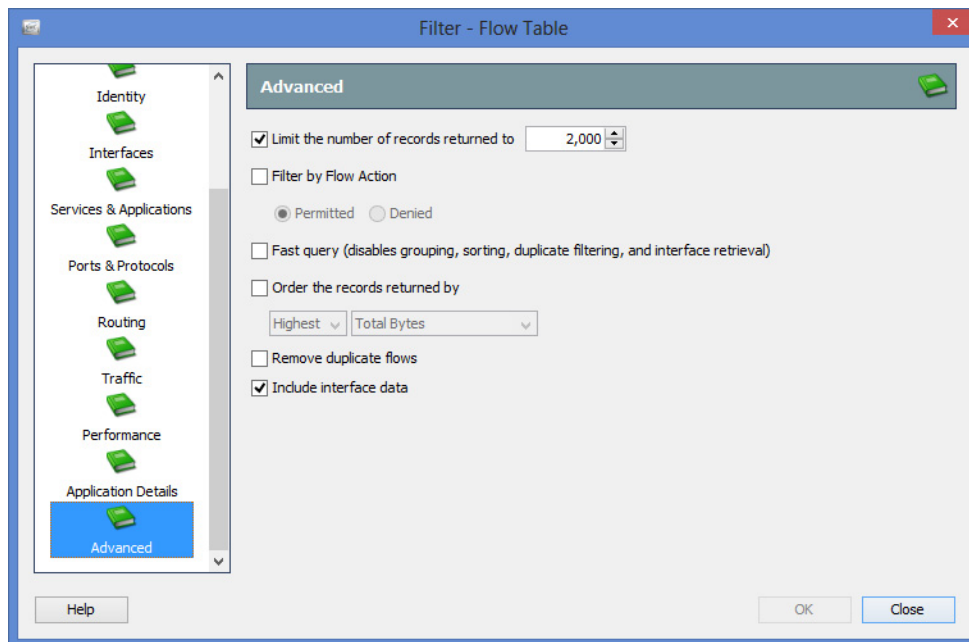 Filter - Flow Table
Identity
Interfaces
Services & Applications
Ports & Protocols
Routing
Traffic
Performance
Application Details
Advanced
Advanced
Limit the number of records returned to 2,000
Filter by Flow Action
Permitted Denied
Fast query (disables grouping, sorting, duplicate filtering, and interface retrieval)
Order the records returned by
Highest Total Bytes
Remove duplicate flows
Include interface data
Help OK Close